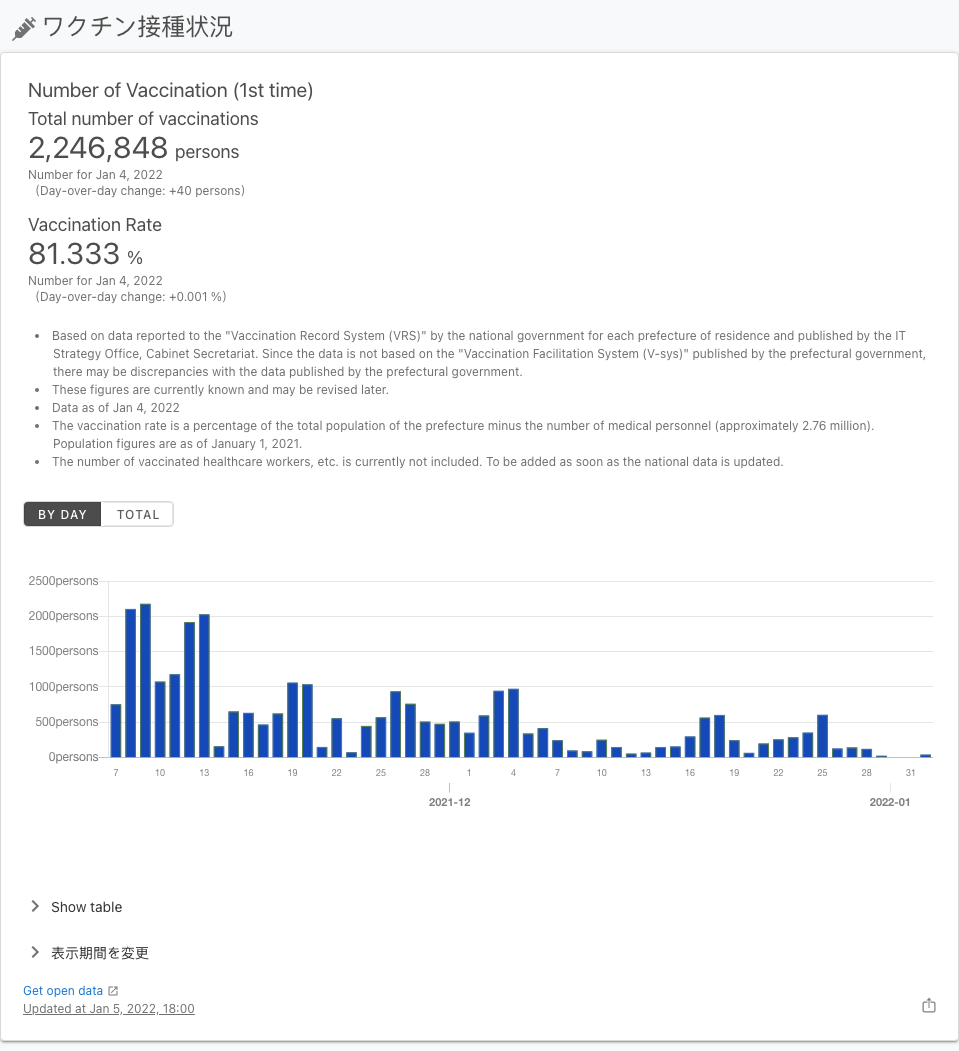 ワクチン接種状況
Number of Vaccination (1st time)
Total number of vaccinations
2,246,848 persons
Number for Jan 4, 2022
(Day-over-day change: +40 persons)
Vaccination Rate
81.333 %
Number for Jan 4, 2022
(Day-over-day change: +0.001 %)
• Based on data reported to the "Vaccination Record System (VRS)" by the national government for each prefecture of residence and published by the IT
Strategy Office, Cabinet Secretariat. Since the data is not based on the "Vaccination Facilitation System (V-sys)" published by the prefectural government,
there may be discrepancies with the data published by the prefectural government.
• These figures are currently known and may be revised later.
• Data as of Jan 4, 2022
• The vaccination rate is a percentage of the total population of the prefecture minus the number of medical personnel (approximately 2.76 million).
Population figures are as of January 1, 2021.
• The number of vaccinated healthcare workers, etc. is currently not included. To be added as soon as the national data is updated.
BY DAY TOTAL
2500persons
2000persons
1500persons
1000persons
500persons
0persons
7 10 13 16 19 22 25 28 1 4 7 10 13 16 19 22 25 28 31
2021-12 2022-01
Show table
表示期間を変更
Get open data
Updated at Jan 5, 2022, 18:00